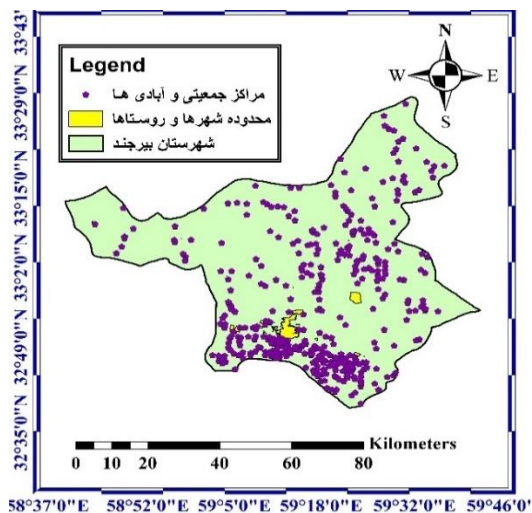 N
W E
S
Legend
مراکز جمعیتی و آبادی ها
محدوده شهرها و روستاها
شهرستان بیرجند
33°43'
33°29'0"N
33°15'0"N
33°2'0"N
32°49'0"N
32°35'0"N
Kilometers
0 10 20 40 60 80
58°37'0"E 58°52'0"E 59°5'0"E 59°18'0"E 59°32'0"E 59°46'0"E